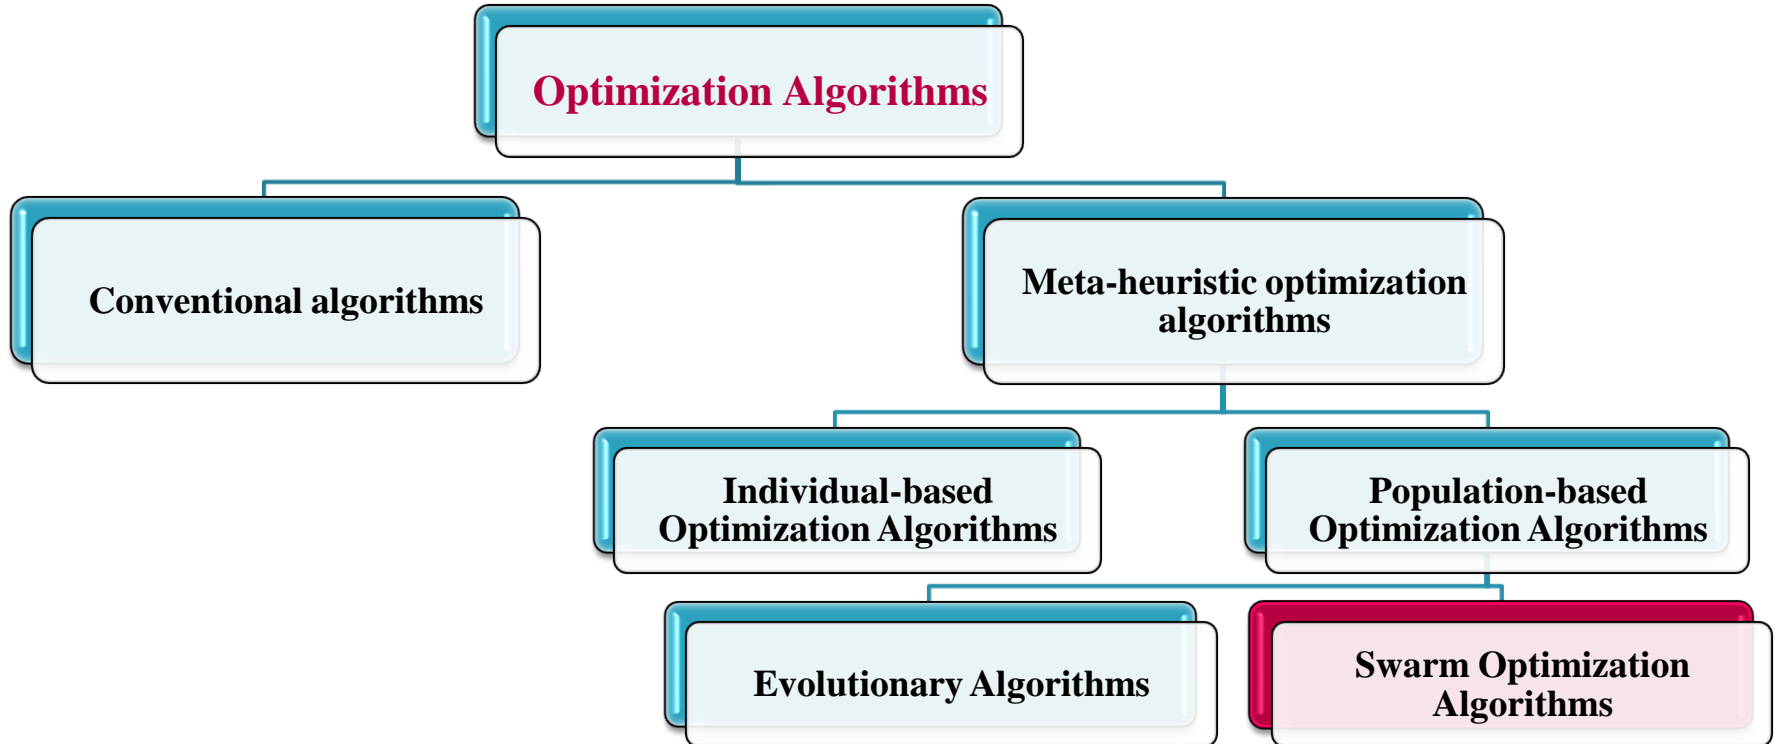 Optimization Algorithms
Conventional algorithms
Meta-heuristic optimization
algorithms
Individual-based
Optimization Algorithms
Population-based
Optimization Algorithms
Evolutionary Algorithms
Swarm Optimization
Algorithms